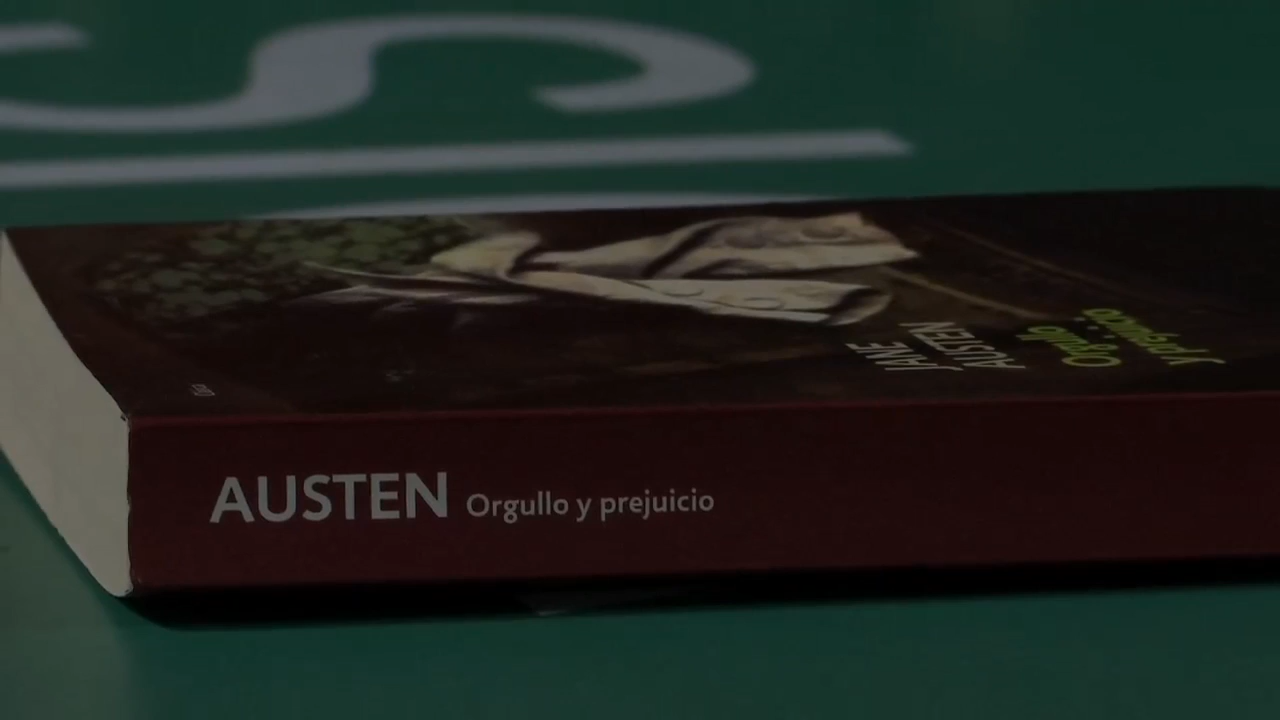 JANE
AUSTEN
Orgullo
y prejuicio
AUSTEN Orgullo y prejuicio